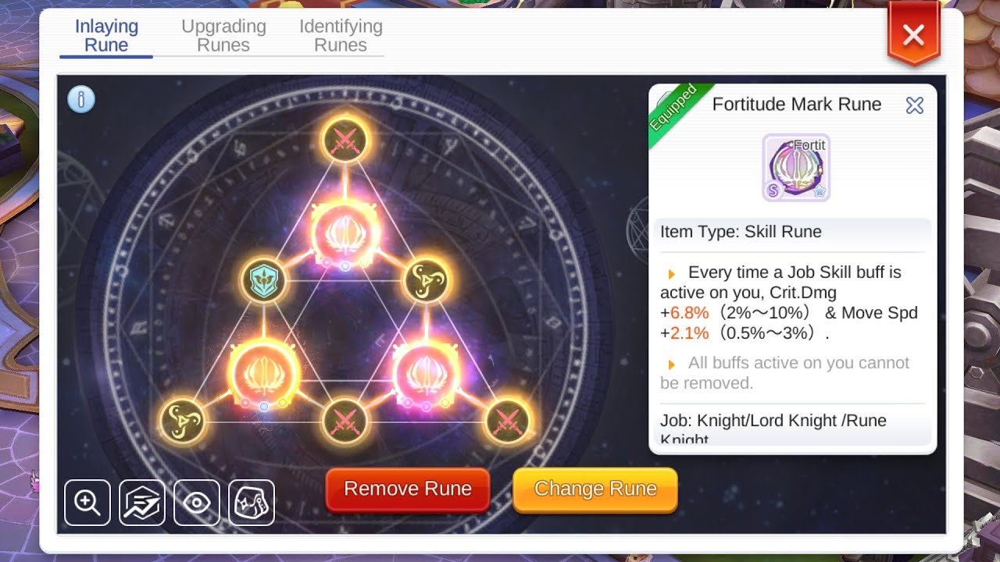 Inlaying
Rune
Upgrading
Runes
Identifying
Runes
Equipped
Fortitude Mark Rune
Fortit
S
Item Type: Skill Rune
Every time a Job Skill buff is
active on you, Crit.Dmg
+6.8%（2%～10%） & Move Spd
+2.1%（0.5%～3%）.
All buffs active on you cannot
be removed.
Job: Knight/Lord Knight /Rune
Knight
Remove Rune
Change Rune